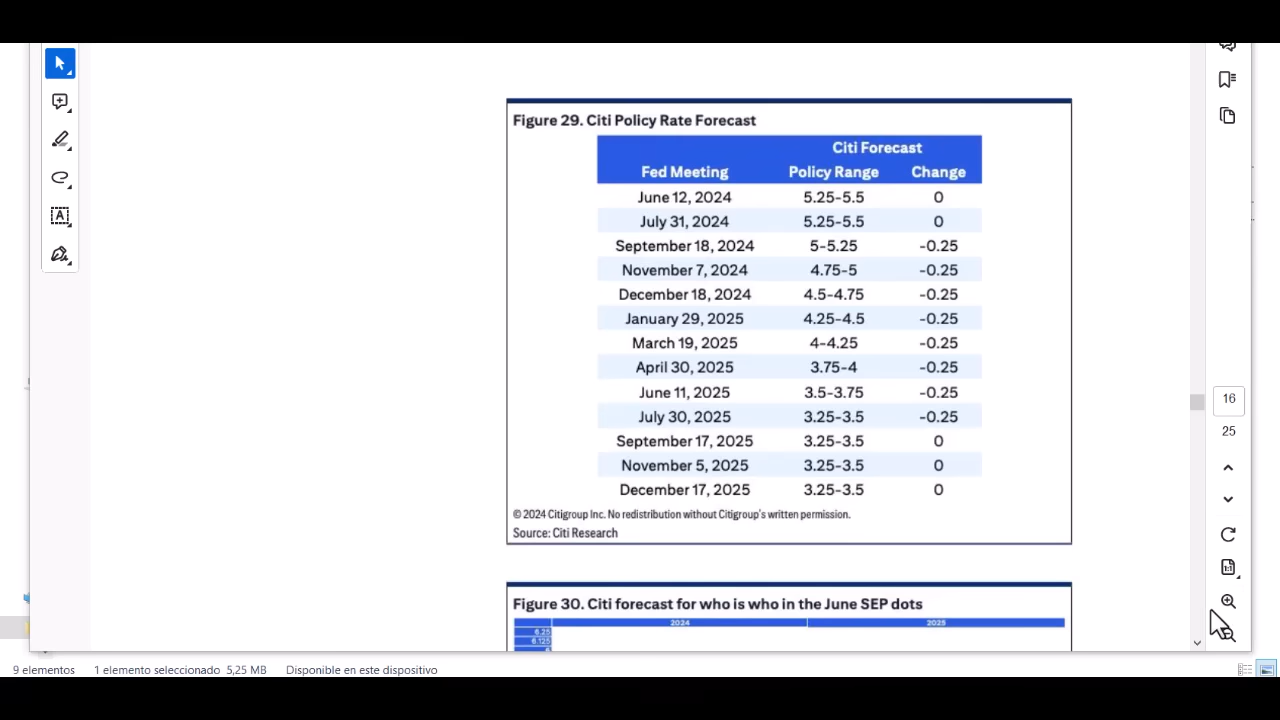 Figure 29. Citi Policy Rate Forecast
Citi Forecast
Fed Meeting Policy Range Change
June 12, 2024 5.25-5.5 0
July 31, 2024 5.25-5.5 0
September 18, 2024 5-5.25 -0.25
November 7, 2024 4.75-5 -0.25
December 18, 2024 4.5-4.75 -0.25
January 29, 2025 4.25-4.5 -0.25
March 19, 2025 4-4.25 -0.25
April 30, 2025 3.75-4 -0.25
June 11, 2025 3.5-3.75 -0.25
July 30, 2025 3.25-3.5 -0.25
September 17, 2025 3.25-3.5 0
November 5, 2025 3.25-3.5 0
December 17, 2025 3.25-3.5 0
© 2024 Citigroup Inc. No redistribution without Citigroup's written permission.
Source: Citi Research
Figure 30. Citi forecast for who is who in the June SEP dots
2024 2025
6.25
6.125
16
25
9 elementos 1 elemento seleccionado 5,25 MB Disponible en este dispositivo